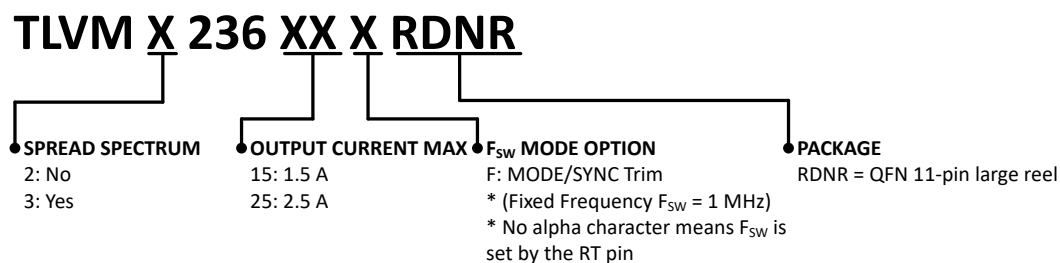 TLVM X 236 XX X RDNR
SPREAD SPECTRUM
2: No
3: Yes
OUTPUT CURRENT MAX
15: 1.5 A
25: 2.5 A
FSW MODE OPTION
F: MODE/SYNC Trim
* (Fixed Frequency FSW = 1 MHz)
* No alpha character means FSW is
set by the RT pin
PACKAGE
RDNR = QFN 11-pin large reel